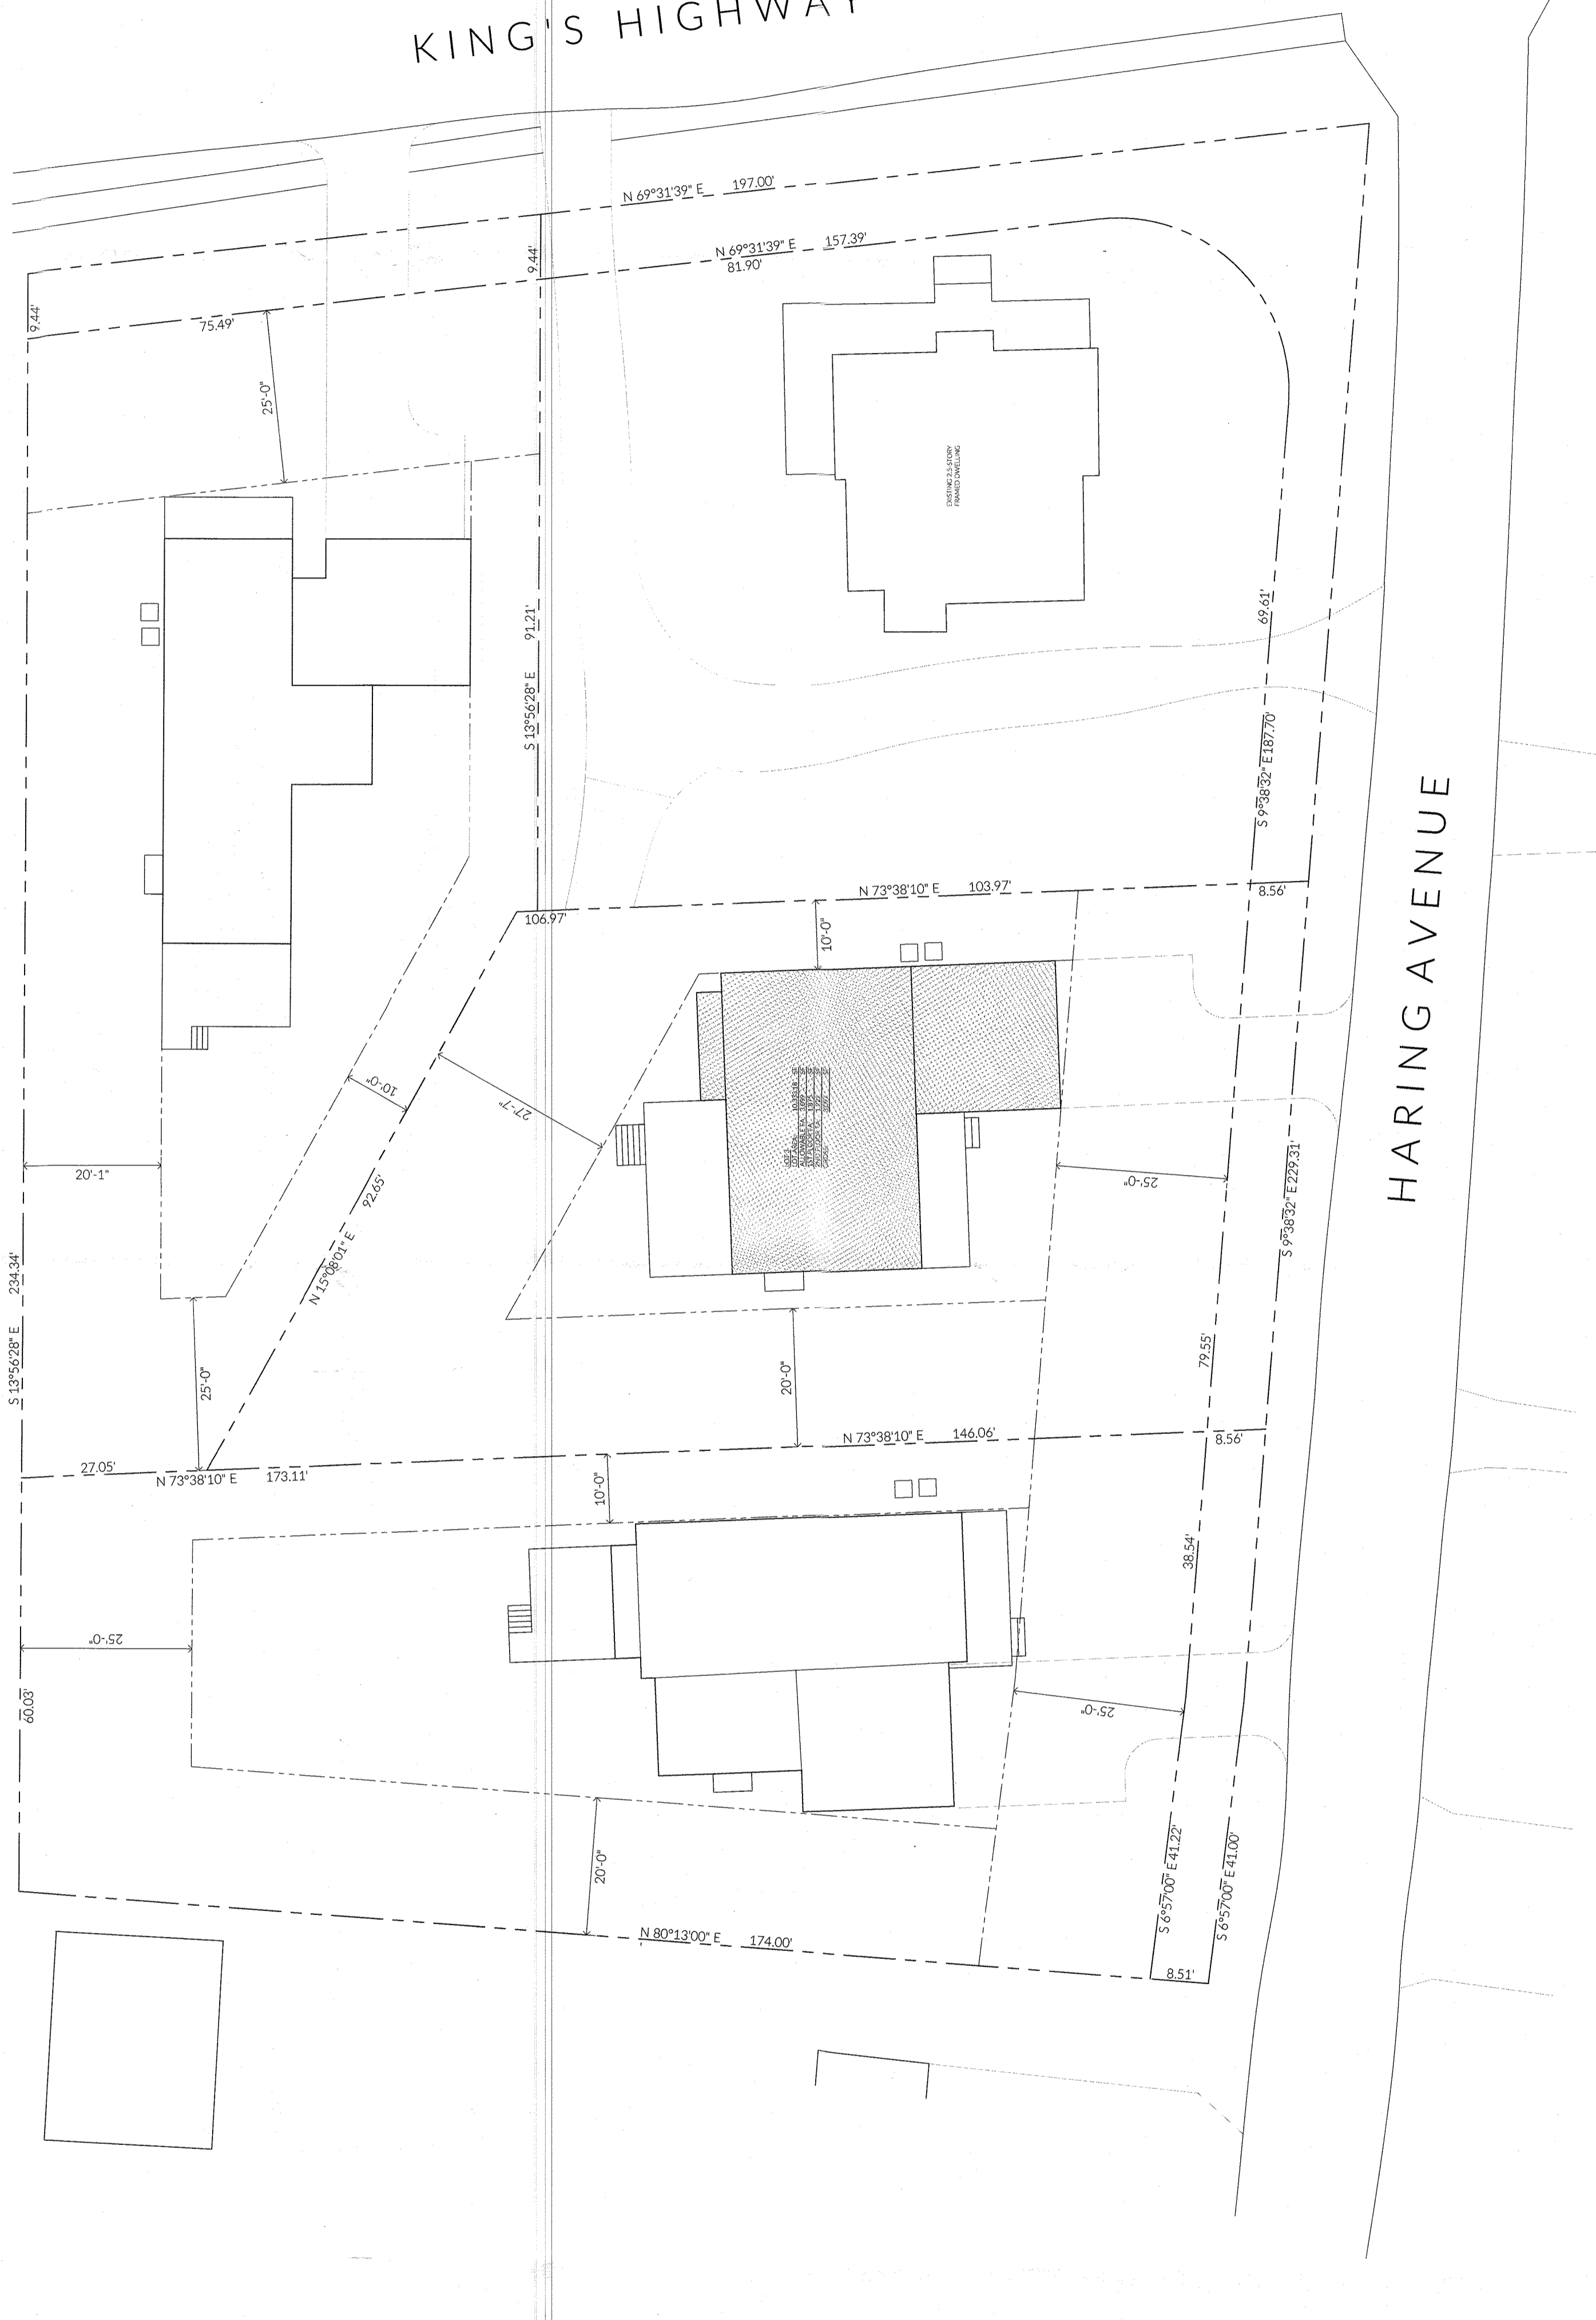 KING'S HIGHWAY
N 69°31'39" E 197.00'
N 69°31'39" E 157.39'
81.90'
9.44'
9.44'
75.49'
25'-0"
EXISTING 2.5 STORY
FRAMED DWELLING
69.61'
S 13°56'28" E 91.21'
S 9°38'32" E 187.70'
HARING AVENUE
N 73°38'10" E 103.97'
8.56'
106.97'
10'-0"
10'-0"
27'-7"
LOT AREA:
20'-1"
92.65'
N 15°08'01" E
25'-0"
S 9°38'32" E 229.31'
S 13°56'28" E 234.34'
25'-0"
20'-0"
79.55'
N 73°38'10" E 146.06'
8.56'
27.05'
N 73°38'10" E 173.11'
10'-0"
38.54'
25'-0"
60.03'
25'-0"
20'-0"
S 6°57'00" E 41.22'
S 6°57'00" E 41.00'
N 80°13'00" E 174.00'
8.51'